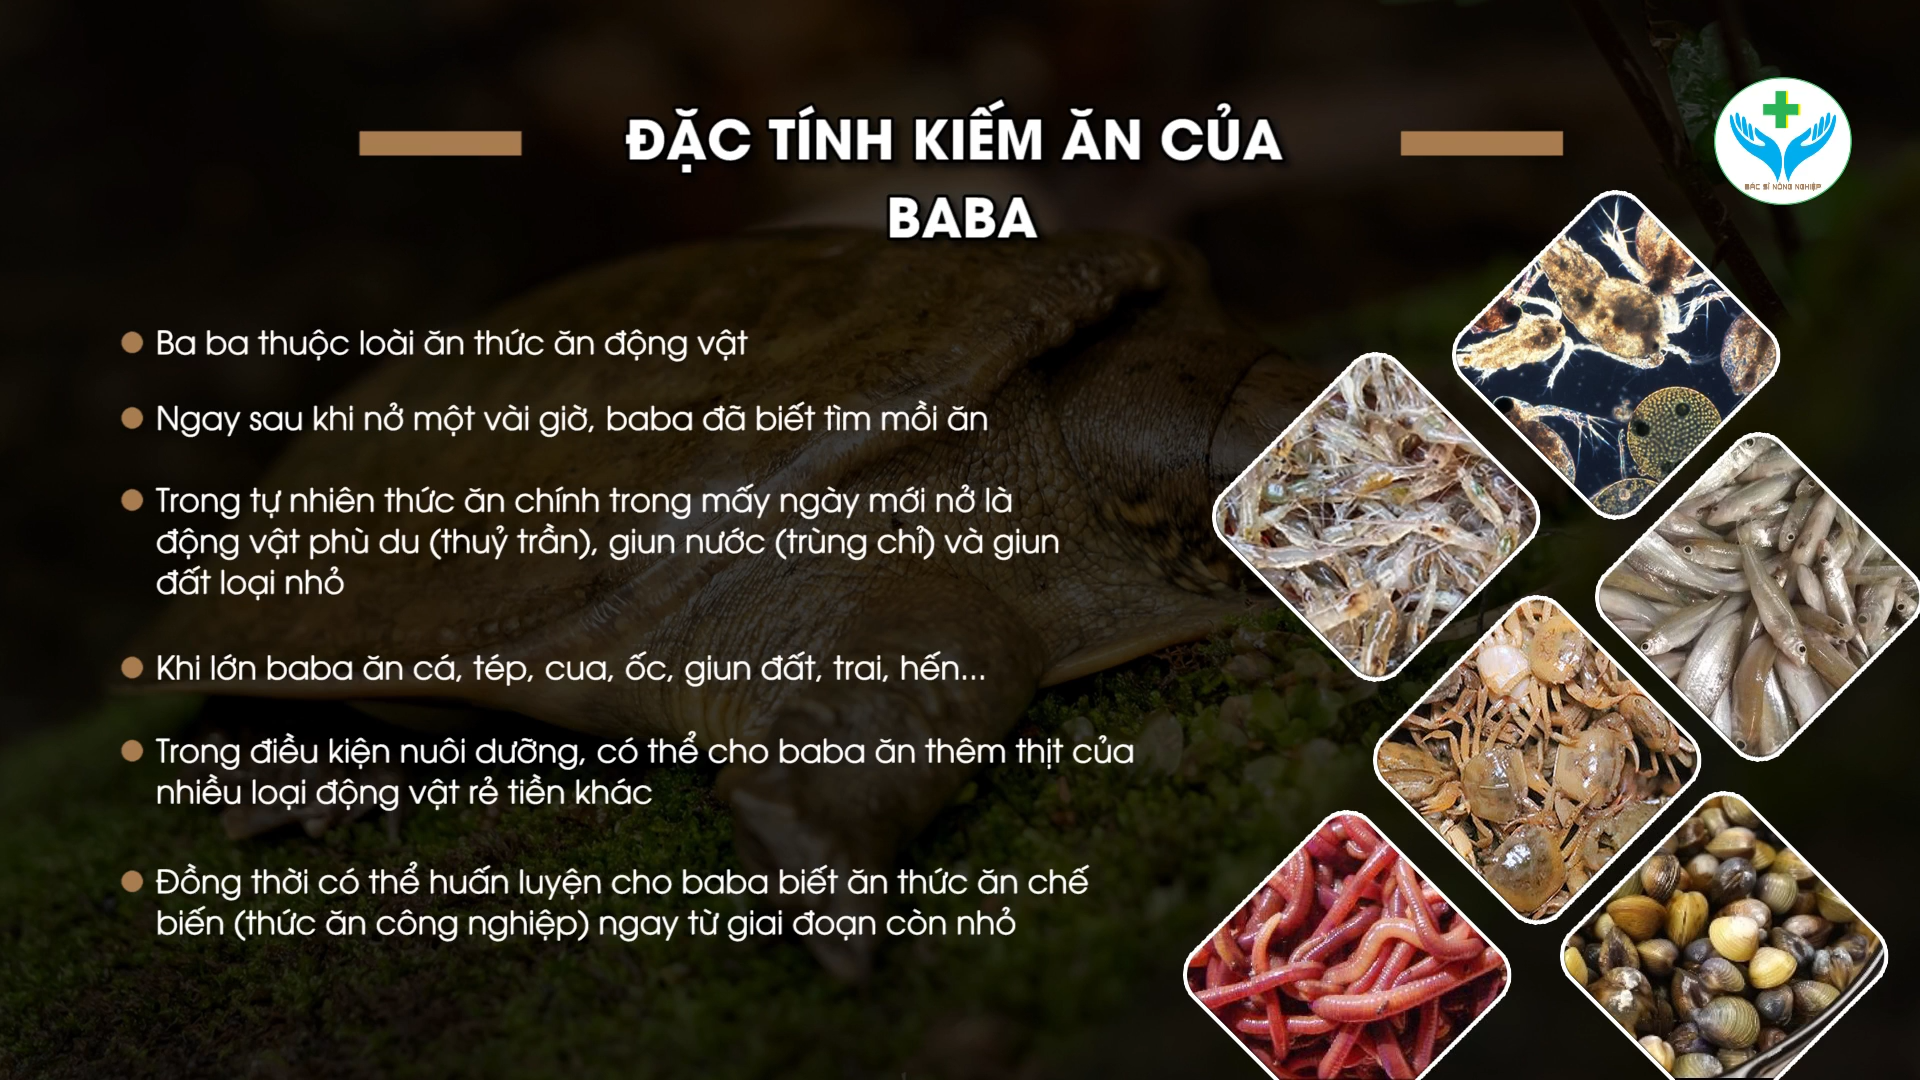 ĐẶC TÍNH KIẾM ĂN CỦA
BABA
BÁC SĨ NÔNG NGHIỆP
Ba ba thuộc loài ăn thức ăn động vật
Ngay sau khi nở một vài giờ, baba đã biết tìm mồi ăn
Trong tự nhiên thức ăn chính trong mấy ngày mới nở là
động vật phù du (thuỷ trần), giun nước (trùng chỉ) và giun
đất loại nhỏ
Khi lớn baba ăn cá, tép, cua, ốc, giun đất, trai, hến...
Trong điều kiện nuôi dưỡng, có thể cho baba ăn thêm thịt của
nhiều loại động vật rẻ tiền khác
Đồng thời có thể huấn luyện cho baba biết ăn thức ăn chế
biến (thức ăn công nghiệp) ngay từ giai đoạn còn nhỏ